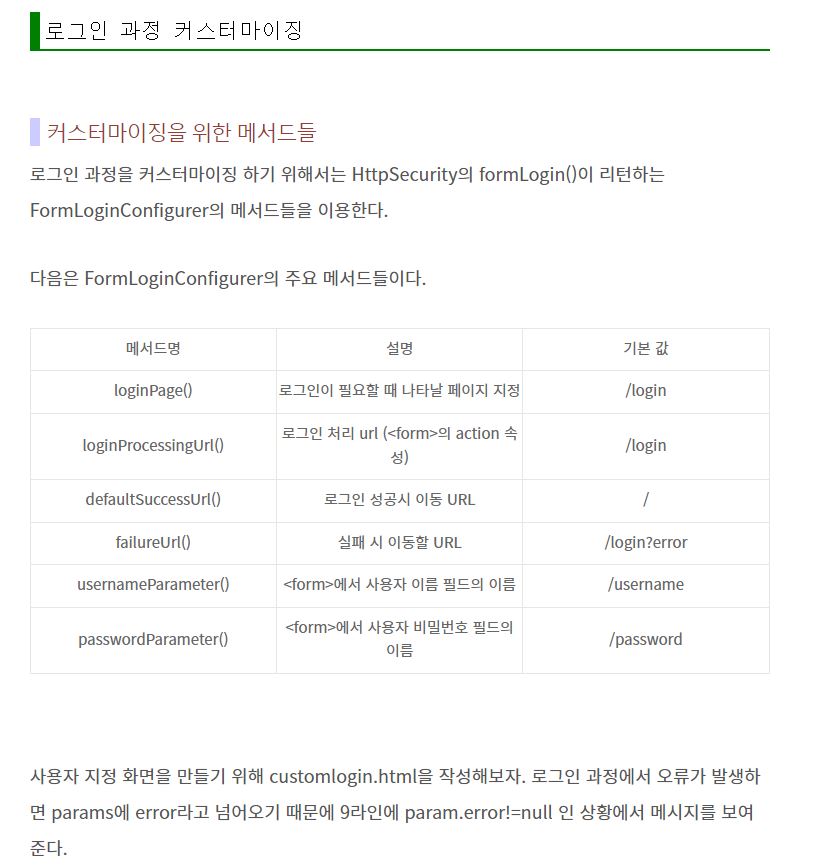 로그인 과정 커스터마이징
커스터마이징을 위한 메서드들
로그인 과정을 커스터마이징 하기 위해서는 HttpSecurity의 formLogin()이 리턴하는
FormLoginConfigurer의 메서드들을 이용한다.
다음은 FormLoginConfigurer의 주요 메서드들이다.
메서드명 설명 기본 값
loginPage() 로그인이 필요할 때 나타날 페이지 지정 /login
loginProcessingUrl() 로그인 처리 url (<form>의 action 속
성) /login
defaultSuccessUrl() 로그인 성공시 이동 URL /
failureUrl() 실패 시 이동할 URL /login?error
usernameParameter() <form>에서 사용자 이름 필드의 이름 /username
passwordParameter() <form>에서 사용자 비밀번호 필드의
이름 /password
사용자 지정 화면을 만들기 위해 customlogin.html을 작성해보자. 로그인 과정에서 오류가 발생하
면 params에 error라고 넘어오기 때문에 9라인에 param.error!=null 인 상황에서 메시지를 보여
준다.